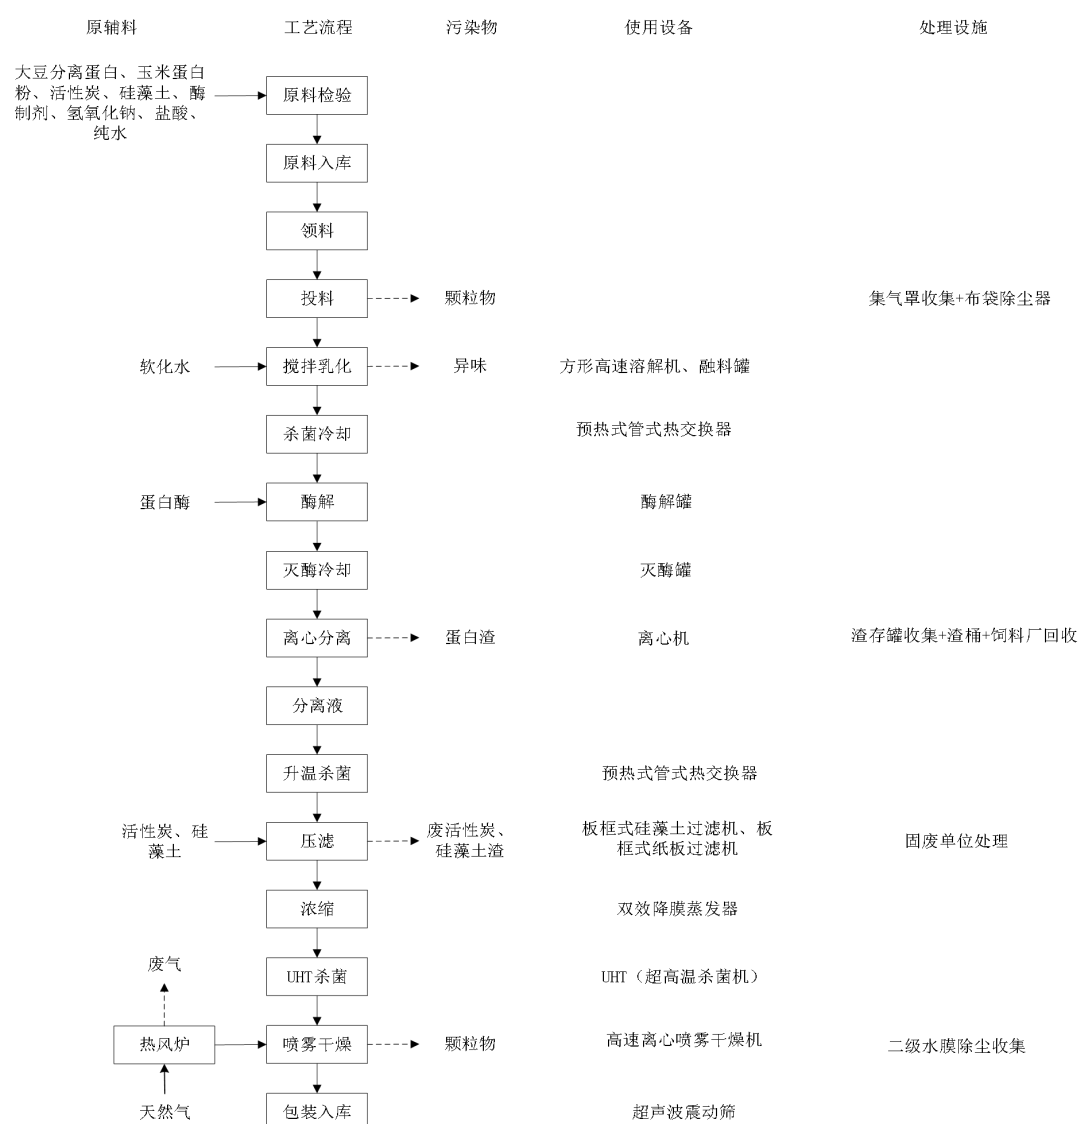 原辅料 工艺流程 污染物 使用设备 处理设施
大豆分离蛋白、玉米蛋白
粉、活性炭、硅藻土、酶
制剂、氢氧化钠、盐酸、
纯水
原料检验
原料入库
领料
投料 颗粒物 集气罩收集+布袋除尘器
软化水 搅拌乳化 异味 方形高速溶解机、融料罐
杀菌冷却 预热式管式热交换器
蛋白酶 酶解 酶解罐
灭酶冷却 灭酶罐
离心分离 蛋白渣 离心机 渣存罐收集+渣桶+饲料厂回收
分离液
升温杀菌 预热式管式热交换器
活性炭、硅
藻土
压滤
废活性炭、
硅藻土渣
板框式硅藻土过滤机、板
框式纸板过滤机
固废单位处理
浓缩 双效降膜蒸发器
废气
UHT杀菌 UHT（超高温杀菌机）
热风炉 喷雾干燥 颗粒物 高速离心喷雾干燥机 二级水膜除尘收集
天然气 包装入库 超声波震动筛